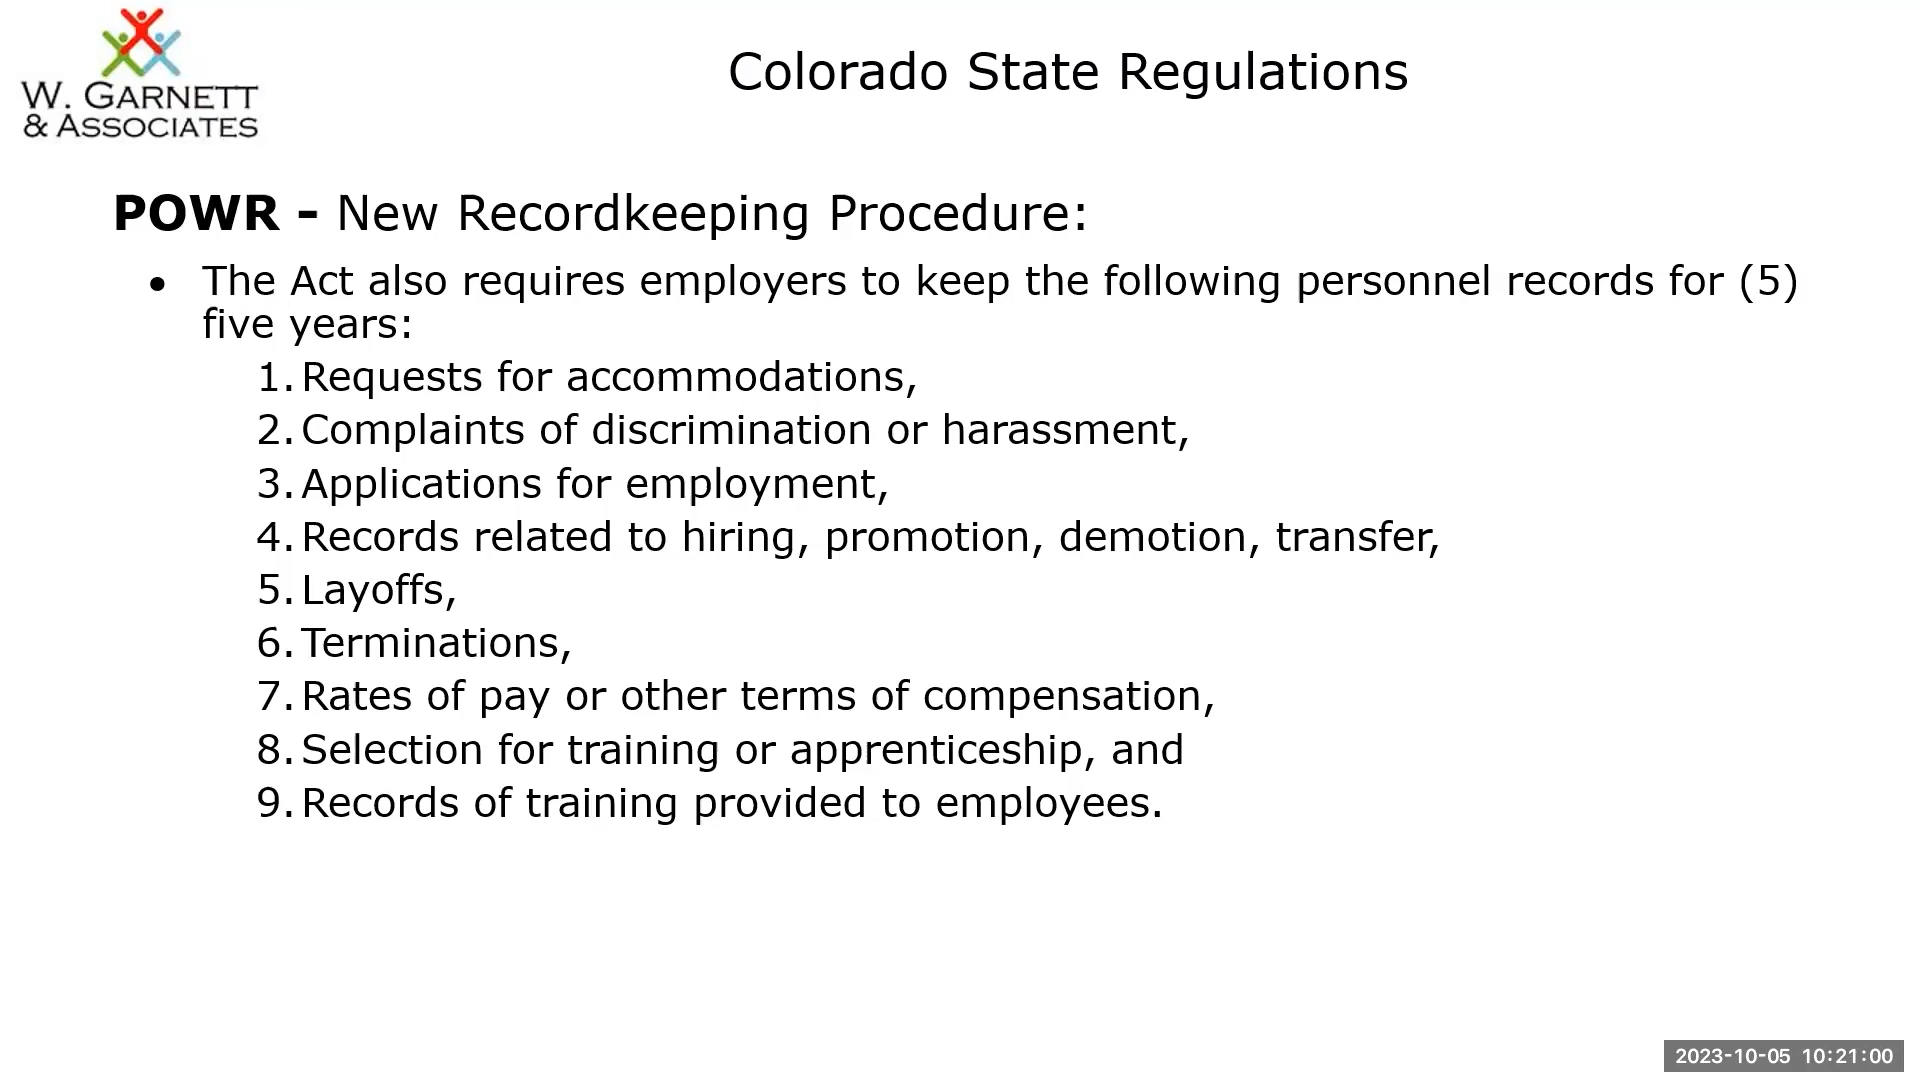 W. GARNETT
& ASSOCIATES
Colorado State Regulations
POWR - New Recordkeeping Procedure:
• The Act also requires employers to keep the following personnel records for (5)
five years:
1. Requests for accommodations,
2. Complaints of discrimination or harassment,
3. Applications for employment,
4. Records related to hiring, promotion, demotion, transfer,
5. Layoffs,
6. Terminations,
7. Rates of pay or other terms of compensation,
8. Selection for training or apprenticeship, and
9. Records of training provided to employees.
2023-10-05 10:21:00